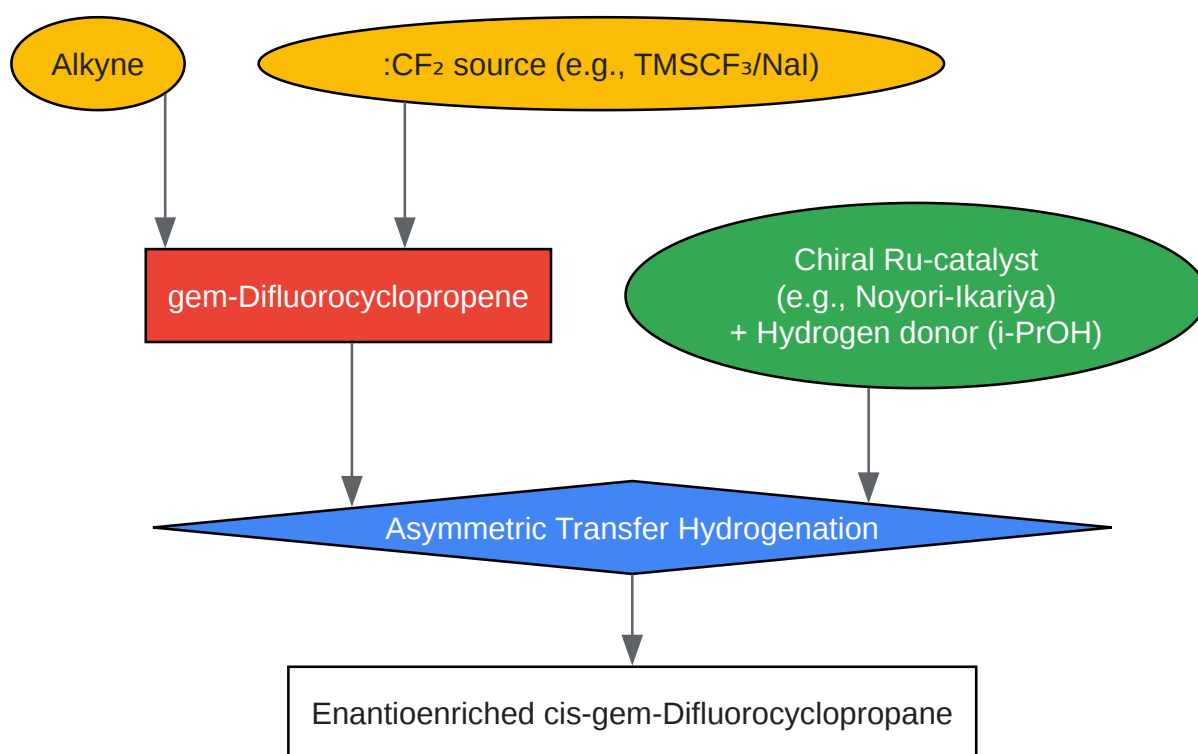 Alkyne
:CF₂ source (e.g., TMSCF₃/NaI)
gem-Difluorocyclopropene
Chiral Ru-catalyst
(e.g., Noyori-Ikariya)
+ Hydrogen donor (i-PrOH)
Asymmetric Transfer Hydrogenation
Enantioenriched cis-gem-Difluorocyclopropane